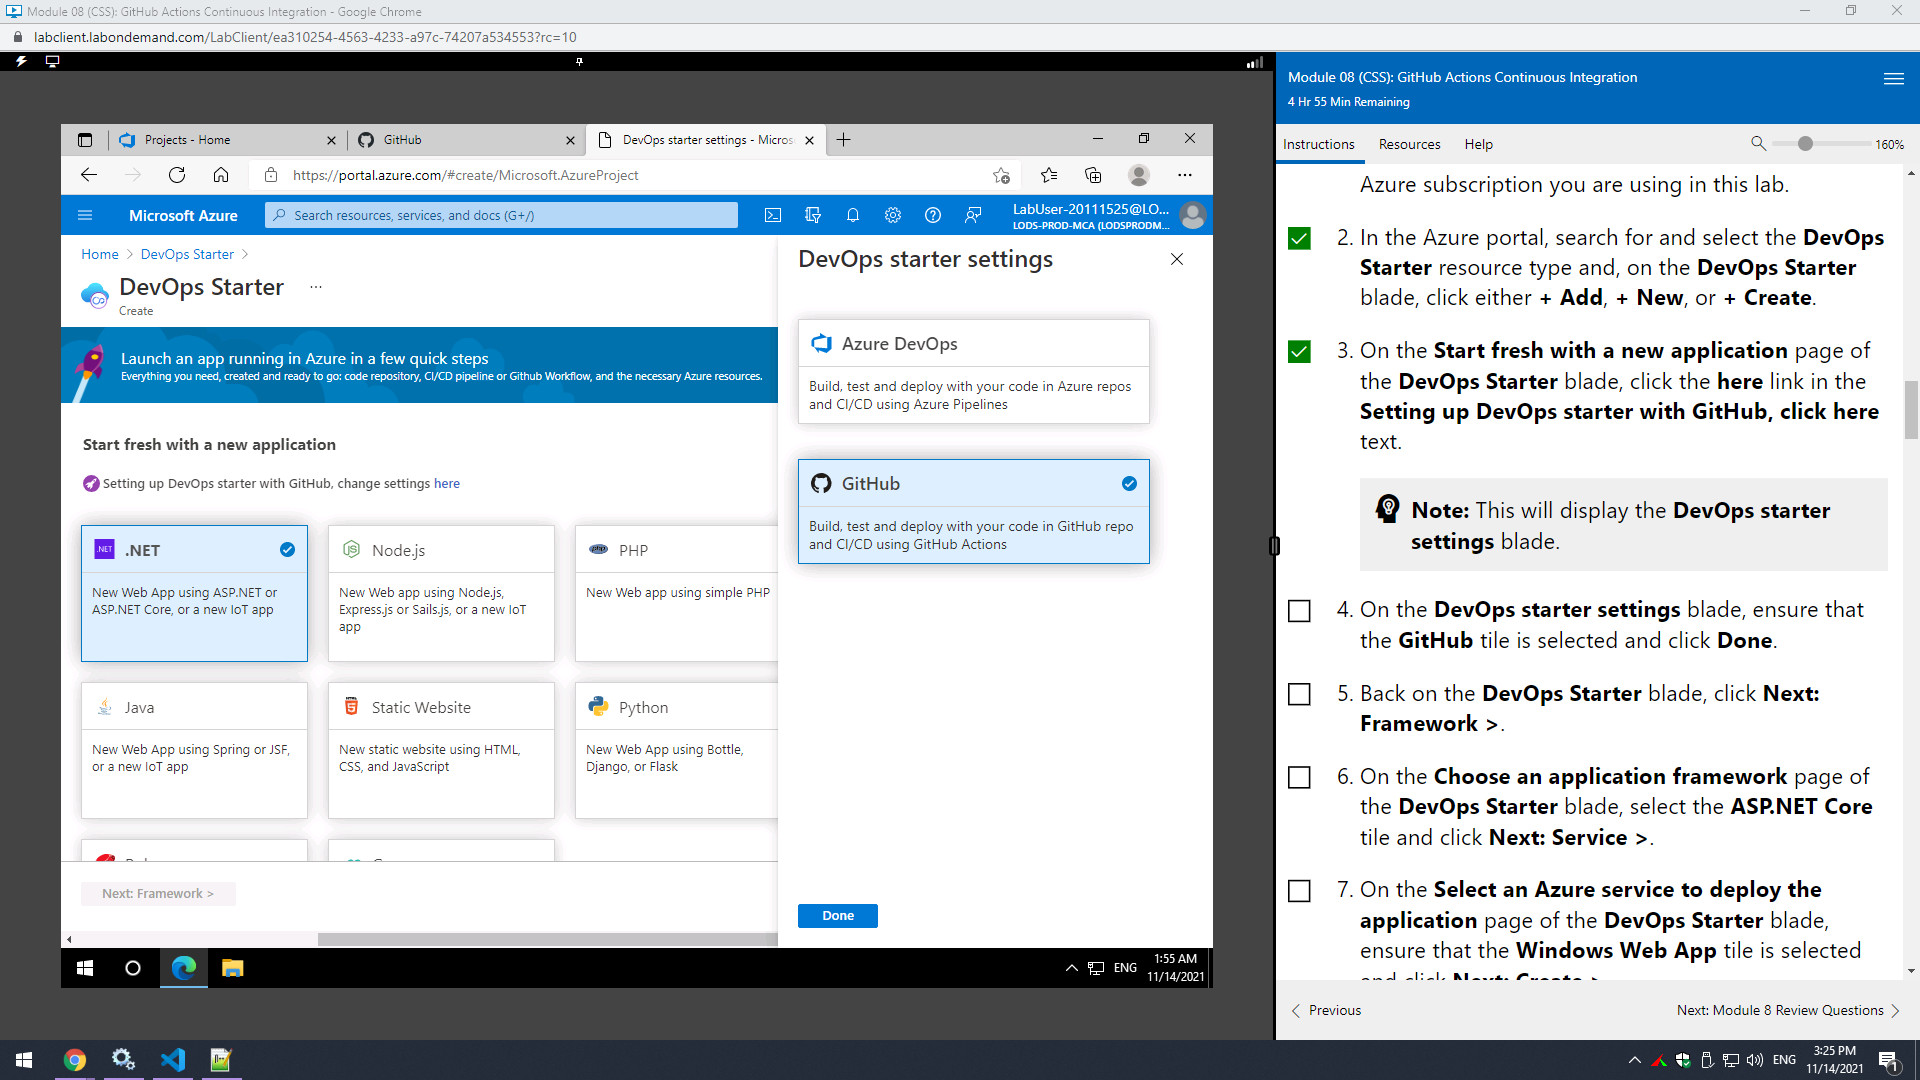 Module 08 (CSS): GitHub Actions Continuous Integration - Google Chrome
labclient.labondemand.com/LabClient/ea310254-4563-4233-a97c-74207a534553?rc=10
Projects - Home
GitHub
DevOps starter settings - Micros
https://portal.azure.com/#create/Microsoft.AzureProject
Microsoft Azure
Search resources, services, and docs (G+/)
LabUser-20111525@LO...
LODS-PROD-MCA (LODSPRODM...
Home > DevOps Starter >
DevOps Starter ...
Create
Launch an app running in Azure in a few quick steps
Everything you need, created and ready to go: code repository, CI/CD pipeline or Github Workflow, and the necessary Azure resources.
Start fresh with a new application
Setting up DevOps starter with GitHub, change settings here
.NET
New Web App using ASP.NET or
ASP.NET Core, or a new IoT app
Node.js
New Web app using Node.js,
Express.js or Sails.js, or a new IoT
app
php PHP
New Web app using simple PHP
Java
New Web App using Spring or JSF,
or a new IoT app
Static Website
New static website using HTML,
CSS, and JavaScript
Python
New Web App using Bottle,
Django, or Flask
Next: Framework >
DevOps starter settings
Azure DevOps
Build, test and deploy with your code in Azure repos
and CI/CD using Azure Pipelines
GitHub
Build, test and deploy with your code in GitHub repo
and CI/CD using GitHub Actions
Done
ENG
1:55 AM
11/14/2021
Module 08 (CSS): GitHub Actions Continuous Integration
4 Hr 55 Min Remaining
Instructions
Resources
Help
160%
Azure subscription you are using in this lab.
2. In the Azure portal, search for and select the DevOps
Starter resource type and, on the DevOps Starter
blade, click either + Add, + New, or + Create.
3. On the Start fresh with a new application page of
the DevOps Starter blade, click the here link in the
Setting up DevOps starter with GitHub, click here
text.
Note: This will display the DevOps starter
settings blade.
4. On the DevOps starter settings blade, ensure that
the GitHub tile is selected and click Done.
5. Back on the DevOps Starter blade, click Next:
Framework >.
6. On the Choose an application framework page of
the DevOps Starter blade, select the ASP.NET Core
tile and click Next: Service >.
7. On the Select an Azure service to deploy the
application page of the DevOps Starter blade,
ensure that the Windows Web App tile is selected
and click Next: Create >
Previous
Next: Module 8 Review Questions
ENG
3:25 PM
11/14/2021
1